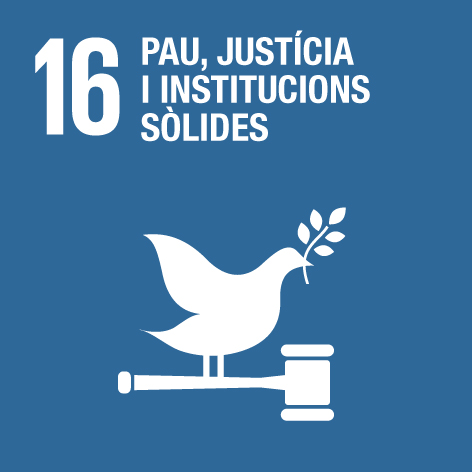 16 PAU, JUSTÍCIA
I INSTITUCIONS
SÒLIDES